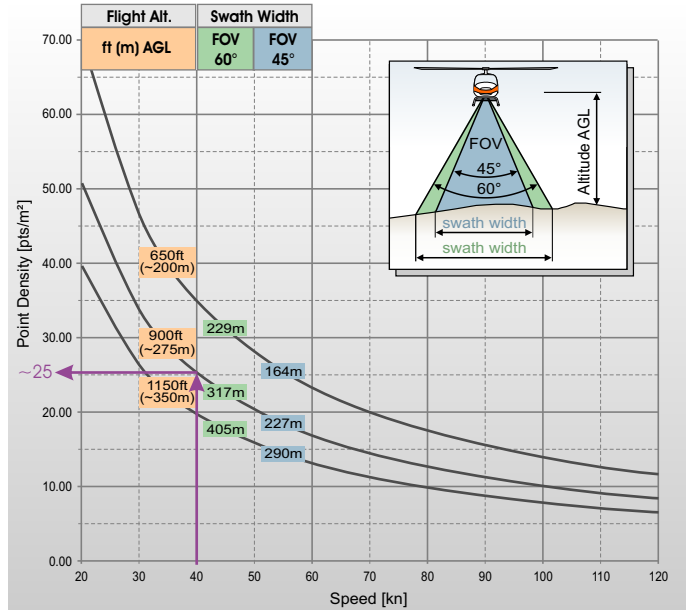 Flight Alt.
Swath Width
ft (m) AGL
FOV
60°
FOV
45°
70.00
60.00
50.00
40.00
30.00
20.00
10.00
0.00
Point Density [pts/m²]
~25
650ft
(~200m)
900ft
(~275m)
1150ft
(~350m)
229m
317m
405m
164m
227m
290m
FOV
45°
60°
swath width
swath width
Altitude AGL
20 30 40 50 60 70 80 90 100 110 120
Speed [kn]